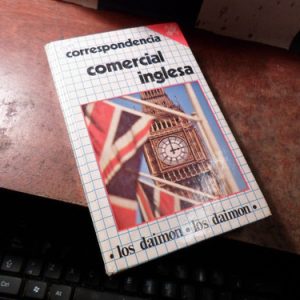 correspondencia
comercial
inglesa
• los daimon • los daimon •